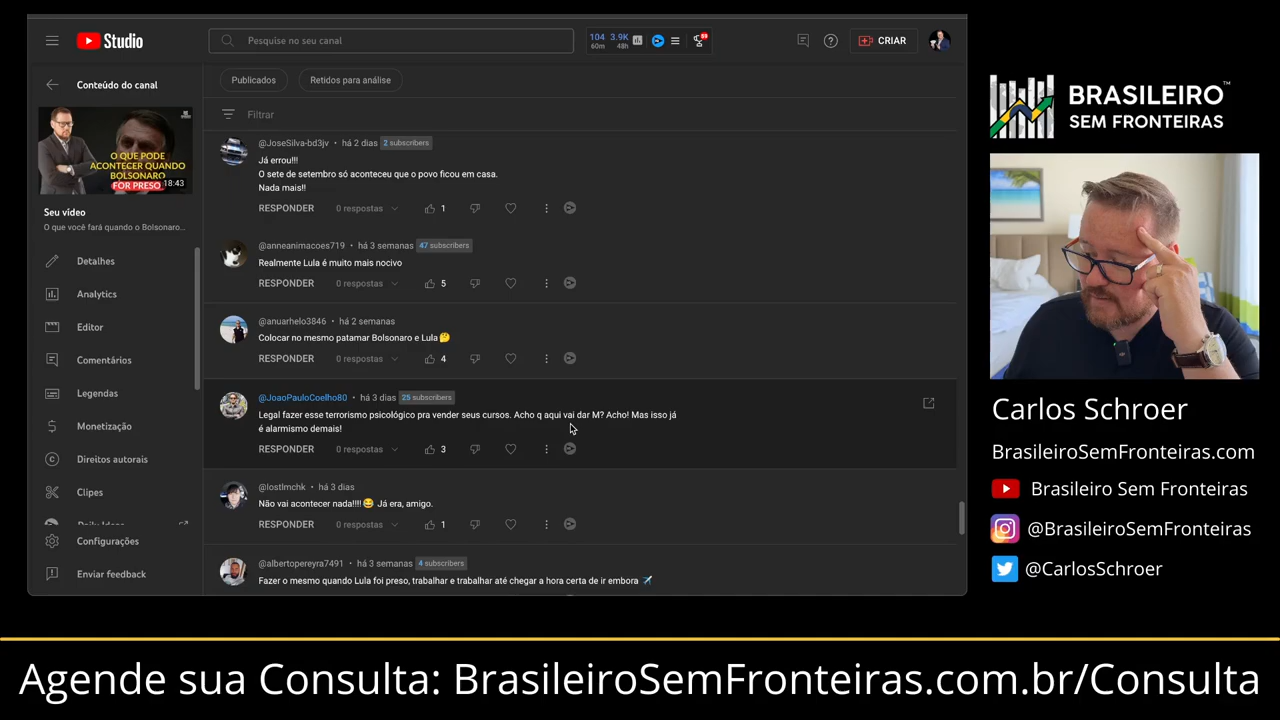 Studio
Pesquise no seu canal
104 3.9K
60m 48h
89
CRIAR
Conteúdo do canal
O QUE PODE
ACONTECER QUANDO
BOLSONARO
FOR PRESO
18:43
Seu vídeo
O que você fará quando o Bolsonaro...
Detalhes
Analytics
Editor
Comentários
Legendas
Monetização
Direitos autorais
Clipes
Daily Ideas
Configurações
Enviar feedback
Publicados
Retidos para análise
Filtrar
@JoseSilva-bd3jv • há 2 dias 2 subscribers
Já errou!!!
O sete de setembro só aconteceu que o povo ficou em casa.
Nada mais!!
RESPONDER 0 respostas 1
@anneanimacoes719 • há 3 semanas 47 subscribers
Realmente Lula é muito mais nocivo
RESPONDER 0 respostas 5
@anuarhelo3846 • há 2 semanas
Colocar no mesmo patamar Bolsonaro e Lula🤔
RESPONDER 0 respostas 4
@JoaoPauloCoelho80 • há 3 dias 25 subscribers
Legal fazer esse terrorismo psicológico pra vender seus cursos. Acho q aqui vai dar M? Acho! Mas isso já
é alarmismo demais!
RESPONDER 0 respostas 3
@lostlmchk • há 3 dias
Não vai acontecer nada!!!!😂 Já era, amigo.
RESPONDER 0 respostas 1
@albertopereyra7491 • há 3 semanas 4 subscribers
Fazer o mesmo quando Lula foi preso, trabalhar e trabalhar até chegar a hora certa de ir embora ✈️
BRASILEIRO™
SEM FRONTEIRAS
Carlos Schroer
BrasileiroSemFronteiras.com
Brasileiro Sem Fronteiras
@BrasileiroSemFronteiras
@CarlosSchroer
Agende sua Consulta: BrasileiroSemFronteiras.com.br/Consulta